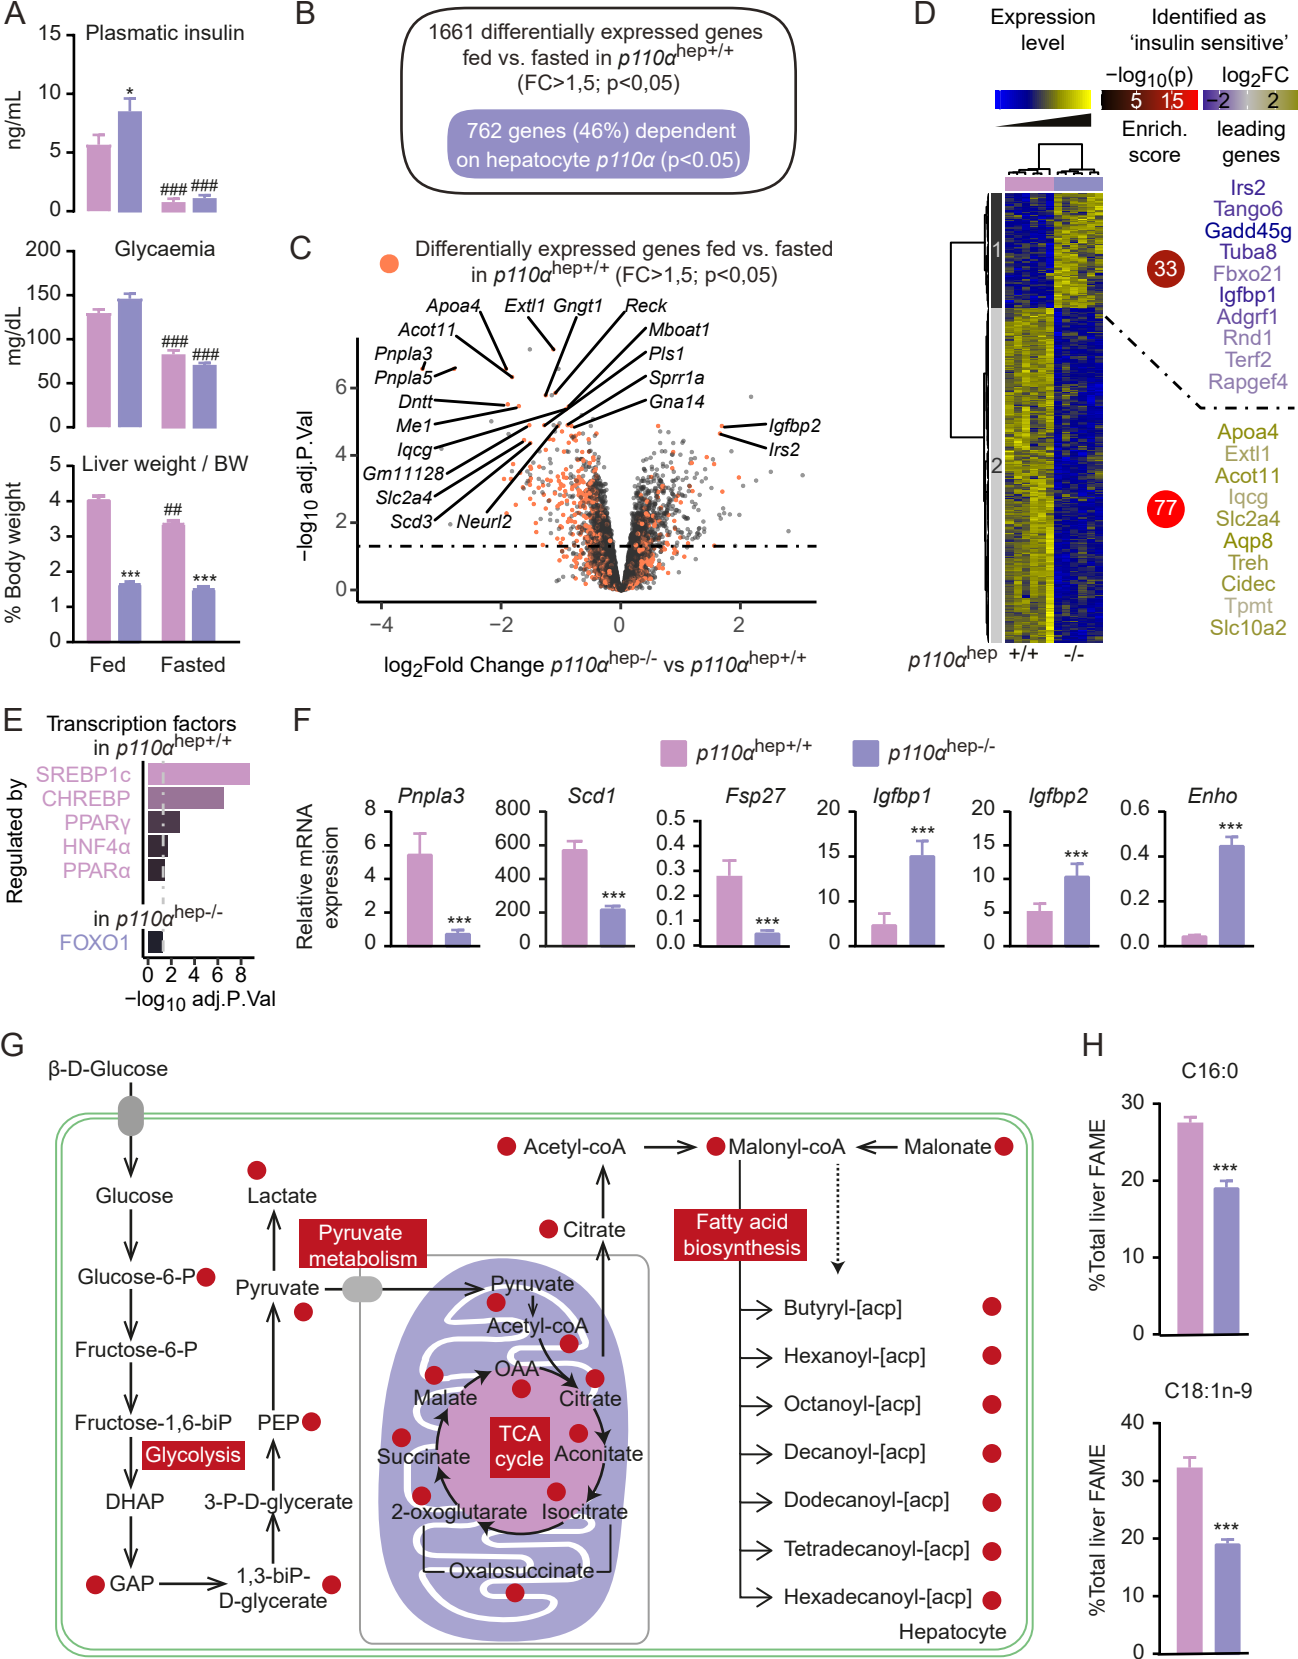 A
Plasmatic insulin
ng/mL
15
10
5
0
*
###
###
Glycaemia
mg/dL
200
150
100
50
0
###
###
Liver weight / BW
% Body weight
5
4
3
2
1
0
***
##
***
Fed
Fasted
B
1661 differentially expressed genes
fed vs. fasted in p110αhep+/+
(FC>1,5; p<0,05)
762 genes (46%) dependent
on hepatocyte p110α (p<0.05)
C
Differentially expressed genes fed vs. fasted
in p110αhep+/+ (FC>1,5; p<0,05)
Apoa4
Extl1
Gngt1
Reck
Acot11
Mboat1
Pnpla3
Pls1
Pnpla5
Sprr1a
Dntt
Gna14
Me1
Igfbp2
Iqcg
Irs2
Gm11128
Slc2a4
Scd3
Neurl2
−log10 adj.P.Val
6
4
2
0
−4
−2
0
2
log2Fold Change p110αhep-/- vs p110αhep+/+
D
Expression
level
Identified as
‘insulin sensitive’
−log10(p)
log2FC
5
15
−2
2
Enrich.
score
leading
genes
1
2
33
77
Irs2
Tango6
Gadd45g
Tuba8
Fbxo21
Igfbp1
Adgrf1
Rnd1
Terf2
Rapgef4
Apoa4
Extl1
Acot11
Iqcg
Slc2a4
Aqp8
Treh
Cidec
Tpmt
Slc10a2
p110αhep
+/+
-/-
E
Transcription factors
in p110αhep+/+
Regulated by
SREBP1c
CHREBP
PPARγ
HNF4α
PPARα
in p110αhep-/-
FOXO1
0 2 4 6 8
−log10 adj.P.Val
F
p110αhep+/+
p110αhep-/-
Relative mRNA
expression
Pnpla3
8
6
4
2
0
***
Scd1
800
600
400
200
0
***
Fsp27
0.5
0.4
0.3
0.2
0.1
0.0
***
Igfbp1
20
15
10
0
***
Igfbp2
20
15
10
5
0
***
Enho
0.6
0.4
0.2
0.0
***
G
β-D-Glucose
Glucose
Glucose-6-P
Fructose-6-P
Fructose-1,6-biP
Glycolysis
DHAP
GAP
1,3-biP-
D-glycerate
3-P-D-glycerate
PEP
Pyruvate
Lactate
Pyruvate
metabolism
Pyruvate
Acetyl-coA
OAA
Citrate
Aconitate
Isocitrate
Oxalosuccinate
2-oxoglutarate
Succinate
Malate
TCA
cycle
Citrate
Acetyl-coA
Malonyl-coA
Malonate
Fatty acid
biosynthesis
Butyryl-[acp]
Hexanoyl-[acp]
Octanoyl-[acp]
Decanoyl-[acp]
Dodecanoyl-[acp]
Tetradecanoyl-[acp]
Hexadecanoyl-[acp]
Hepatocyte
H
C16:0
%Total liver FAME
30
20
10
0
***
C18:1n-9
%Total liver FAME
40
30
20
10
0
***